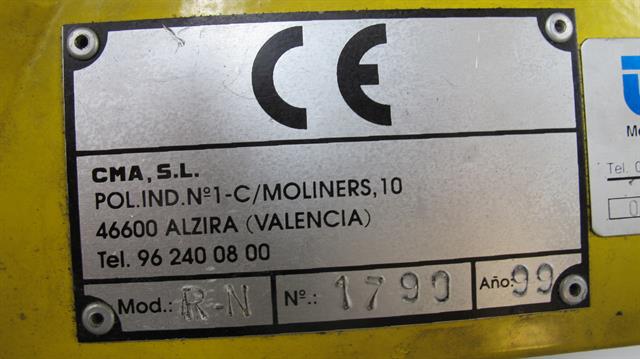 CE
CMA, S.L.
POL.IND.Nº1-C/MOLINERS,10
46600 ALZIRA (VALENCIA)
Tel. 96 240 08 00
Mod.: R-N Nº.: 1790 Año: 99
Tel.